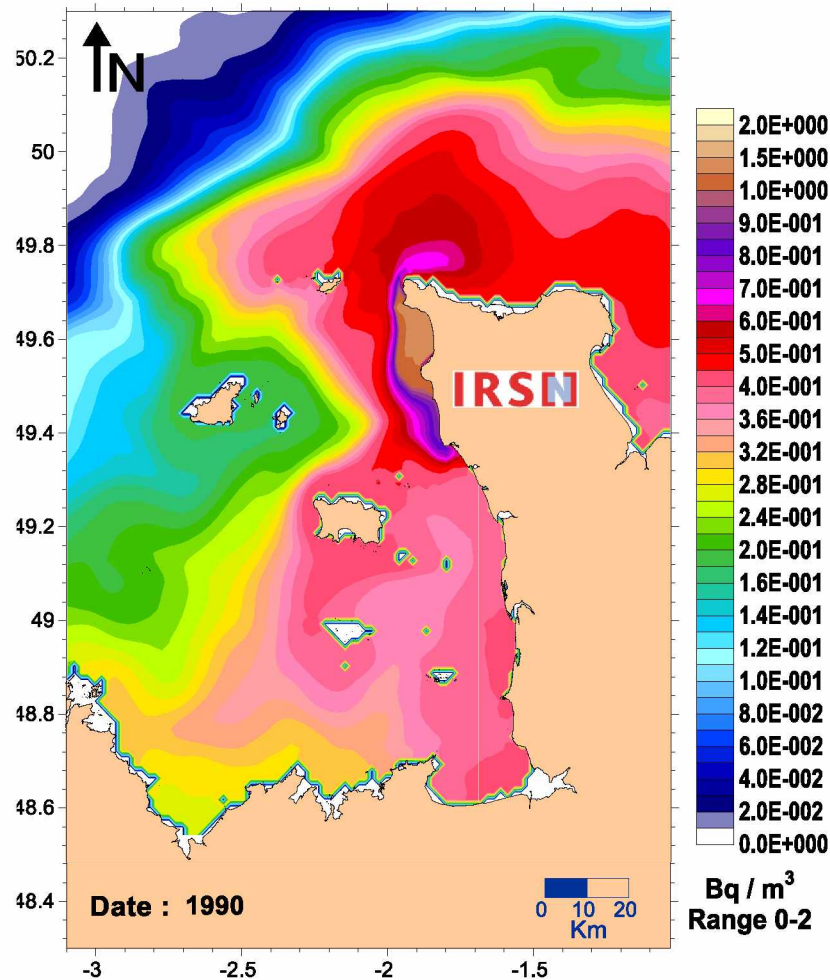 N
50.2
50
49.8
49.6
49.4
49.2
49
48.8
48.6
48.4
-3
-2.5
-2
-1.5
IRSN
Date : 1990
0 10 20
Km
2.0E+000
1.5E+000
1.0E+000
9.0E-001
8.0E-001
7.0E-001
6.0E-001
5.0E-001
4.0E-001
3.6E-001
3.2E-001
2.8E-001
2.4E-001
2.0E-001
1.6E-001
1.2E-001
1.0E-001
8.0E-002
6.0E-002
4.0E-002
2.0E-002
0.0E+000
Bq / m³
Range 0-2